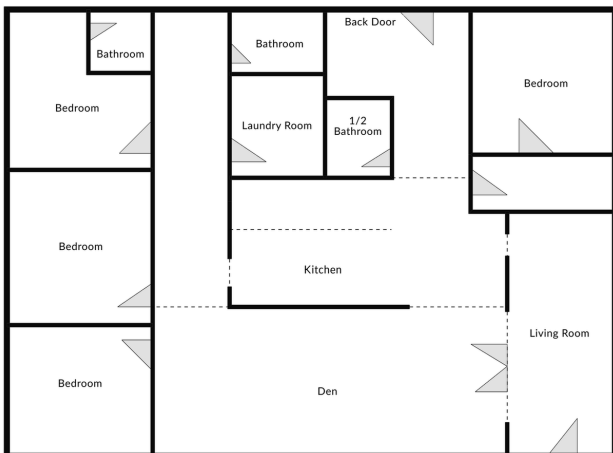 Back Door
Bathroom
Bathroom
Bedroom
Bedroom
Laundry Room
1/2
Bathroom
Bedroom
Kitchen
Living Room
Bedroom
Den